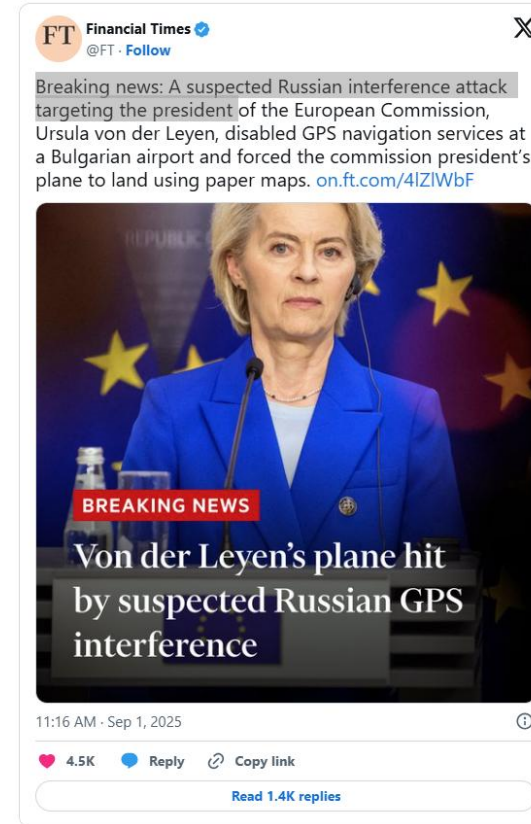 FT Financial Times
@FT · Follow
X
Breaking news: A suspected Russian interference attack
targeting the president of the European Commission,
Ursula von der Leyen, disabled GPS navigation services at
a Bulgarian airport and forced the commission president's
plane to land using paper maps. on.ft.com/4lZlWbF
REPUBLIC
BREAKING NEWS
Von der Leyen's plane hit
by suspected Russian GPS
interference
11:16 AM · Sep 1, 2025
4.5K Reply Copy link
Read 1.4K replies